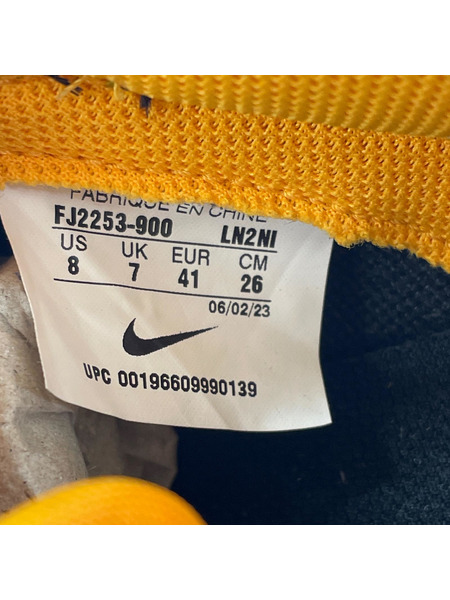 FABRIQUE EN CHINE
FJ2253-900 LN2NI
US UK EUR CM
8 7 41 26
06/02/23
UPC 00196609990139